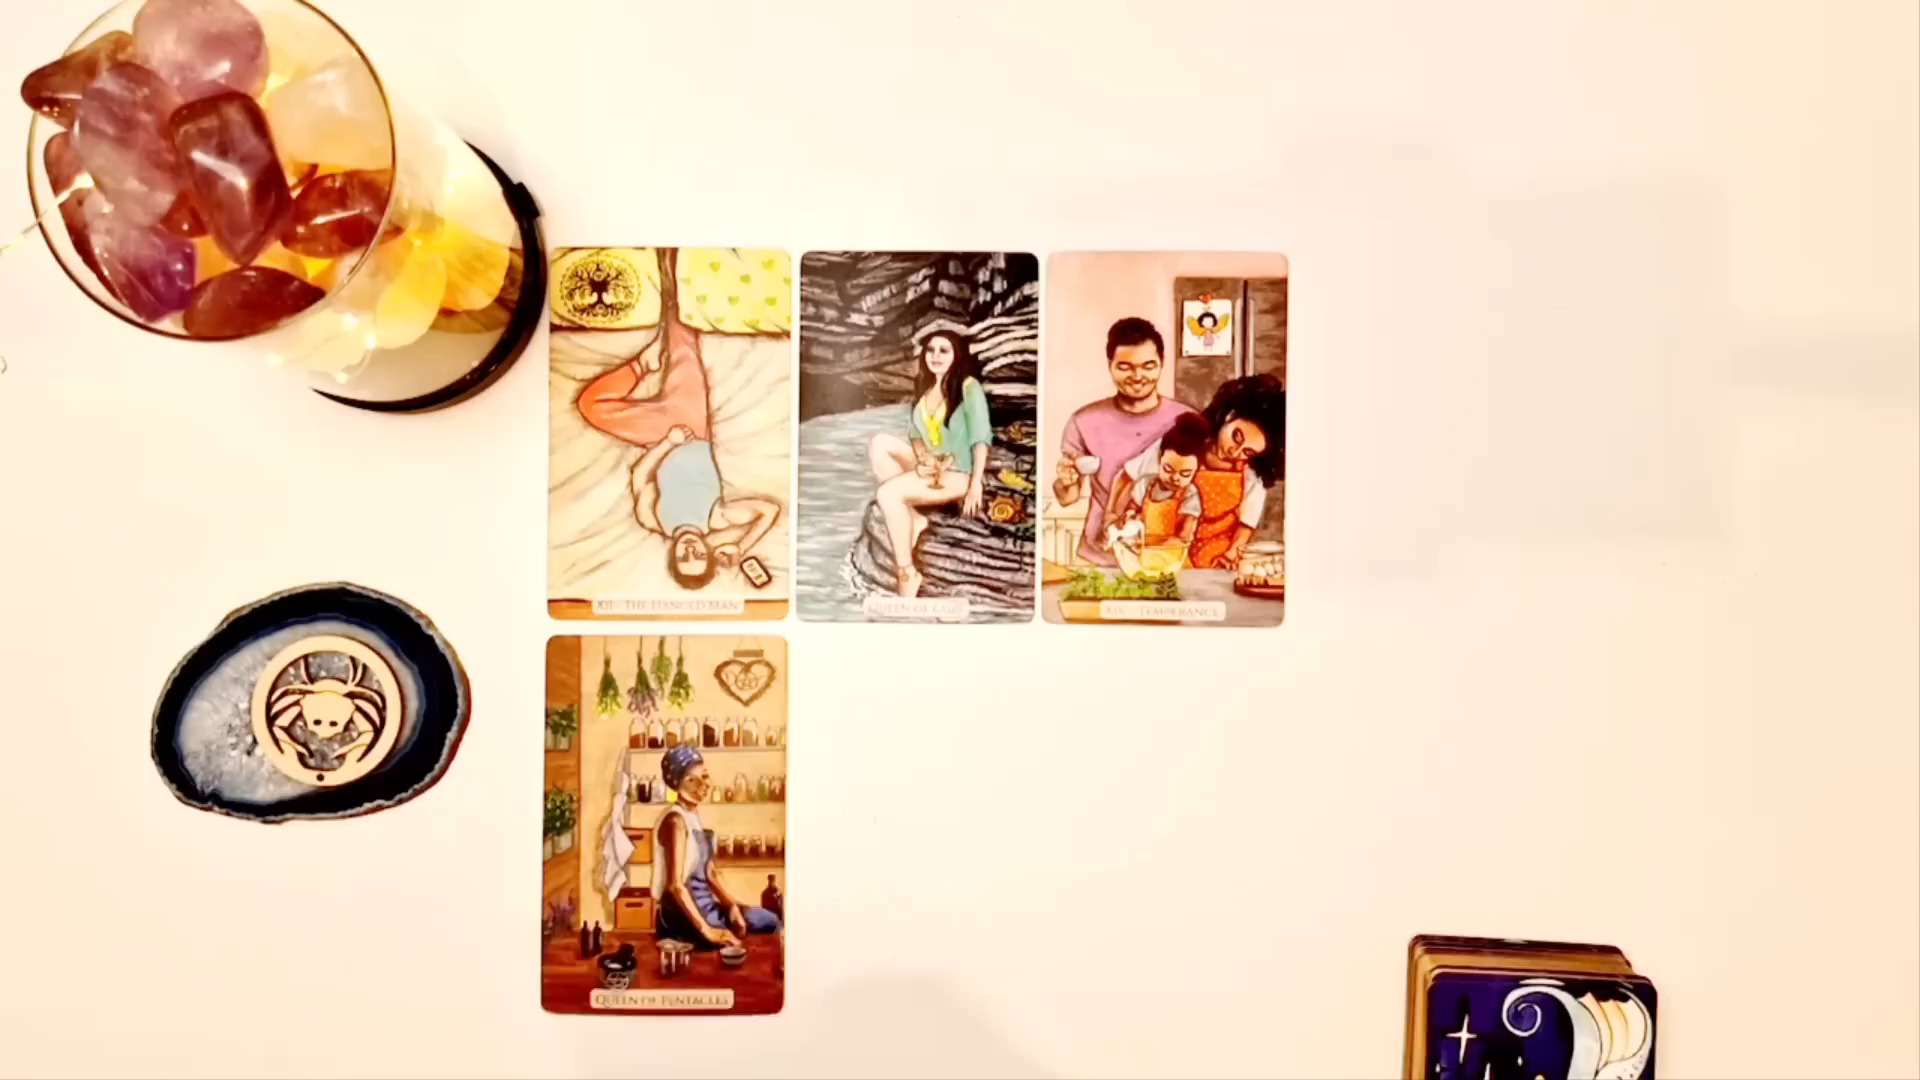 XII - THE HANGED MAN
QUEEN OF CUPS
XIV - TEMPERANCE
QUEEN OF PENTACLES